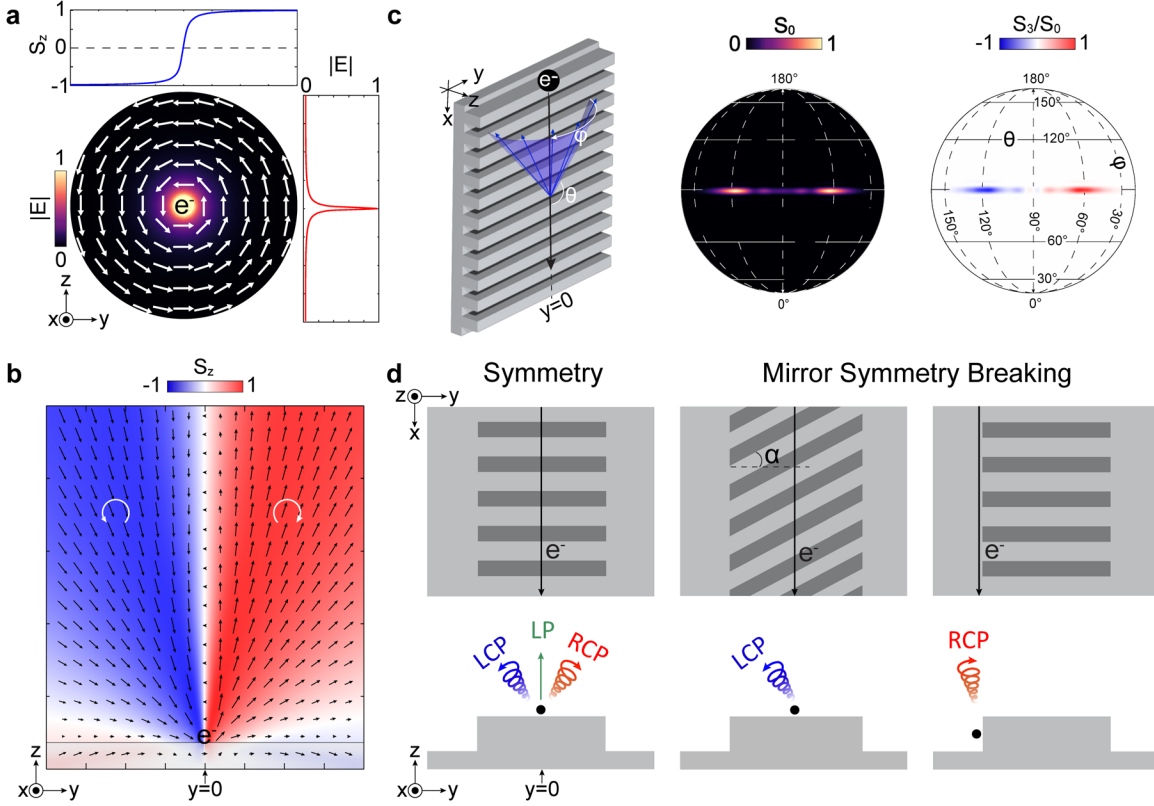 a
S_z
1
0
-1
|E|
0 1
1
|E|
0
e-
z
x y
b
S_z
-1 1
e-
z
x y
y=0
c
e-
y
z
x
φ
θ
y=0
S₀
0 1
180°
0°
S₃/S₀
-1 1
180°
150°
θ 120°
φ
150° 120° 90° 60° 30°
60°
30°
0°
d
Symmetry
Mirror Symmetry Breaking
z y
x
e-
α
e-
e-
LCP LP RCP
LCP
RCP
z
x y
y=0
z
x y
z
x y